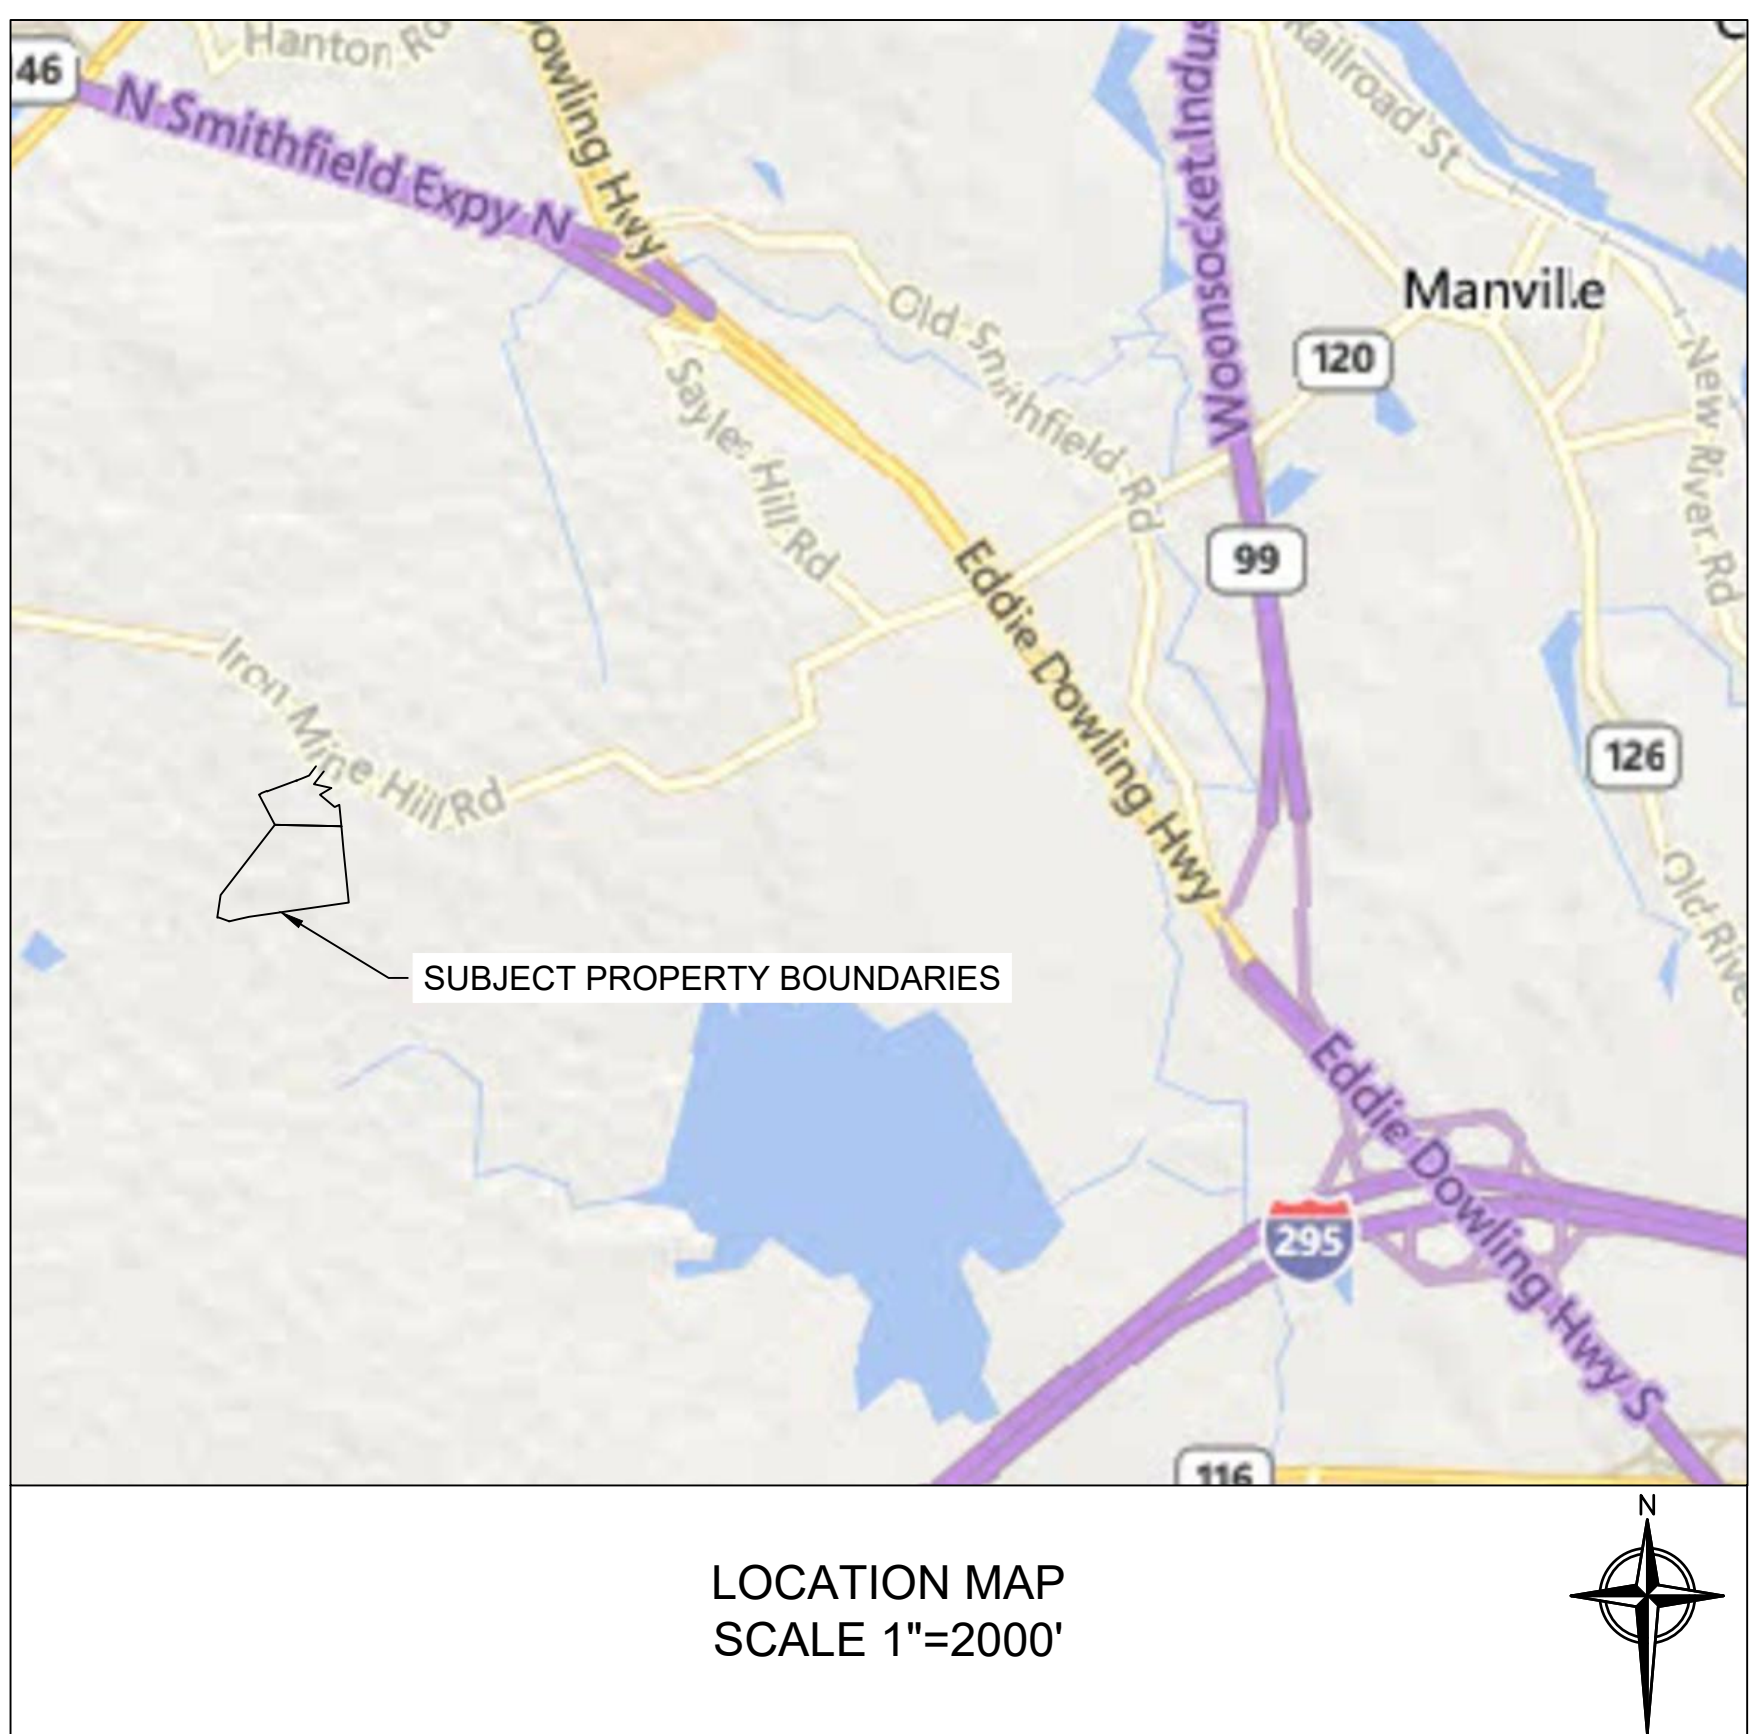 Hanton Rd
owling Hwy
46
N Smithfield Expy N
Railroad St
Woonsocket Indus
Manville
Old Smithfield Rd
120
New River Rd
Sayles Hill Rd
99
Eddie Dowling Hwy
Iron Mine Hill Rd
126
Old Rive
SUBJECT PROPERTY BOUNDARIES
Eddie Dowling Hwy S
295
116
N
LOCATION MAP
SCALE 1"=2000'